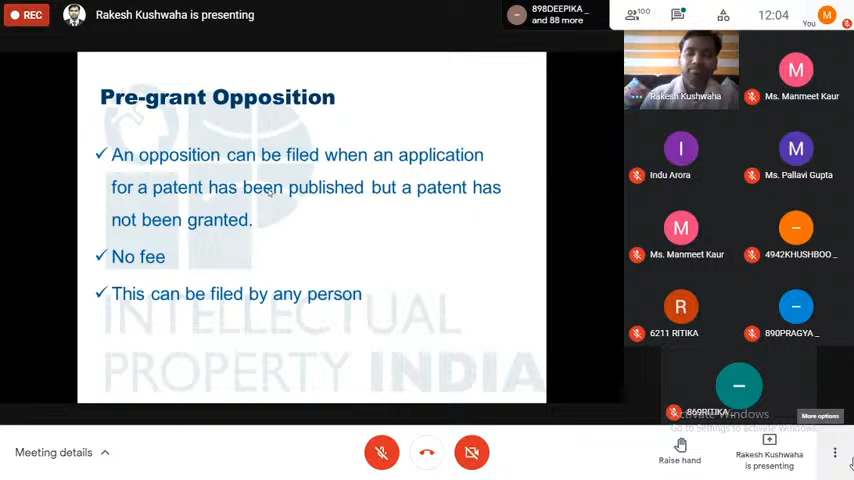 REC
Rakesh Kushwaha is presenting
898DEEPIKA _
and 88 more
100
12:04
M
You
Pre-grant Opposition
✓ An opposition can be filed when an application
for a patent has been published but a patent has
not been granted.
✓ No fee
✓ This can be filed by any person
INTELLECTUAL
PROPERTY INDIA
Rakesh Kushwaha
M
Ms. Manmeet Kaur
I
Indu Arora
M
Ms. Pallavi Gupta
M
Ms. Manmeet Kaur
4942KHUSHBOO _
R
6211 RITIKA
890PRAGYA _
869RITIKA _
More options
Activate Windows
Go to Settings to activate Windows.
Meeting details
Raise hand
Rakesh Kushwaha
is presenting